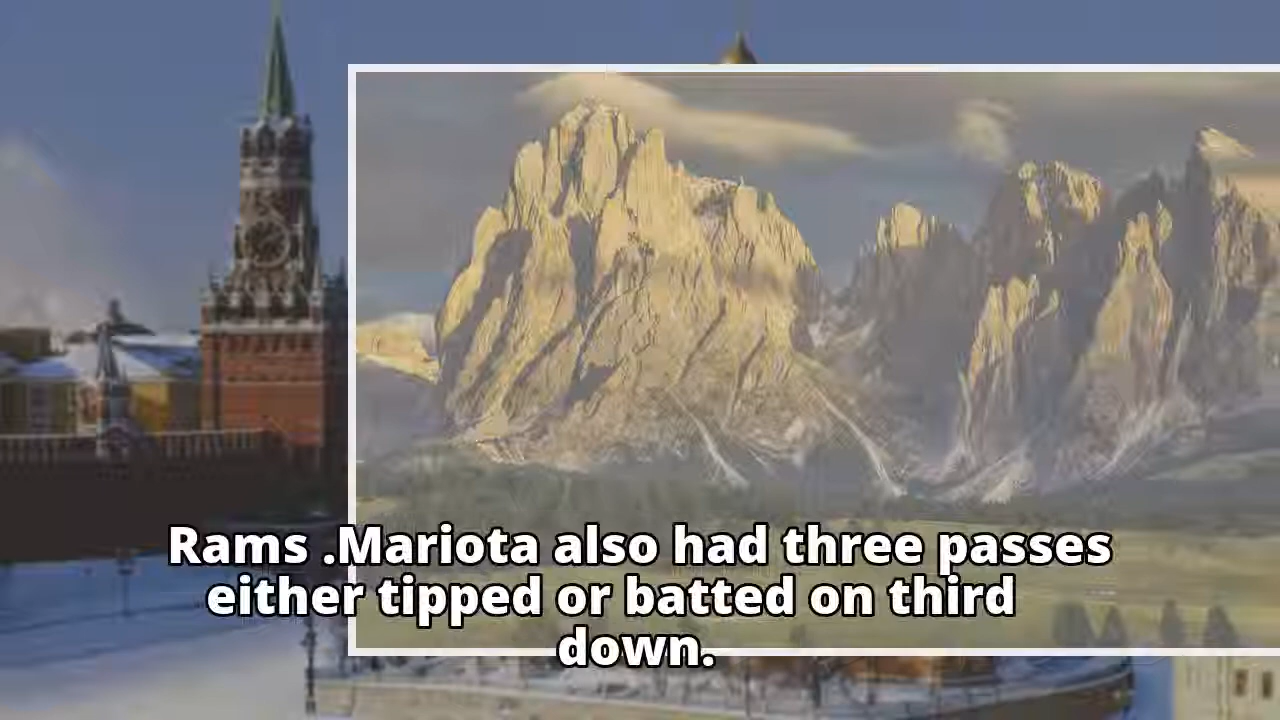 Rams .Mariota also had three passes
either tipped or batted on third
down.